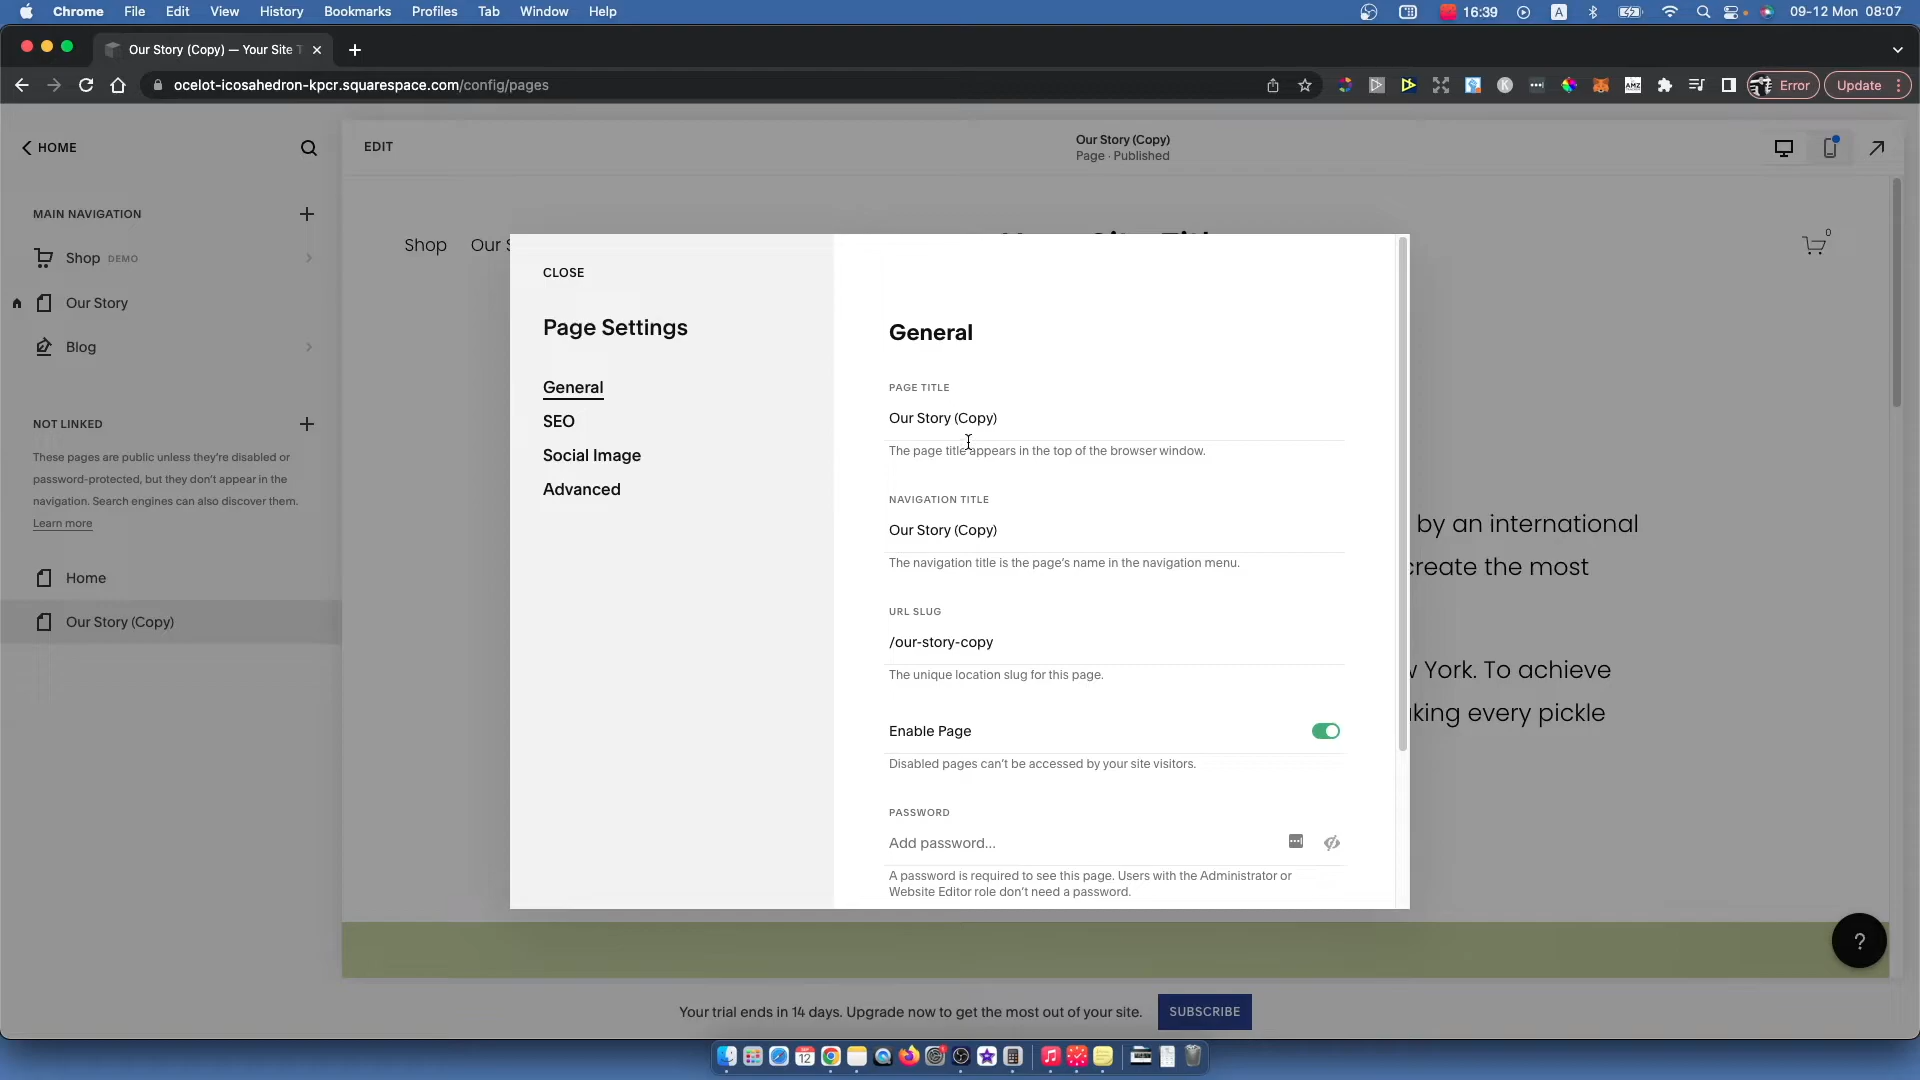 Chrome File Edit View History Bookmarks Profiles Tab Window Help
16:39
A
09-12 Mon 08:07
Our Story (Copy) — Your Site T
ocelot-icosahedron-kpcr.squarespace.com/config/pages
K
AMZ
Error
Update
HOME
EDIT
Our Story (Copy)
Page · Published
MAIN NAVIGATION
Shop DEMO
Our Story
Blog
NOT LINKED
These pages are public unless they're disabled or
password-protected, but they don't appear in the
navigation. Search engines can also discover them.
Learn more
Home
Our Story (Copy)
Shop Our S
0
CLOSE
Page Settings
General
SEO
Social Image
Advanced
General
PAGE TITLE
Our Story (Copy)
The page title appears in the top of the browser window.
NAVIGATION TITLE
Our Story (Copy)
The navigation title is the page's name in the navigation menu.
URL SLUG
/our-story-copy
The unique location slug for this page.
Enable Page
Disabled pages can't be accessed by your site visitors.
PASSWORD
Add password...
A password is required to see this page. Users with the Administrator or
Website Editor role don't need a password.
by an international
create the most
York. To achieve
king every pickle
?
Your trial ends in 14 days. Upgrade now to get the most out of your site.
SUBSCRIBE
SEP
12